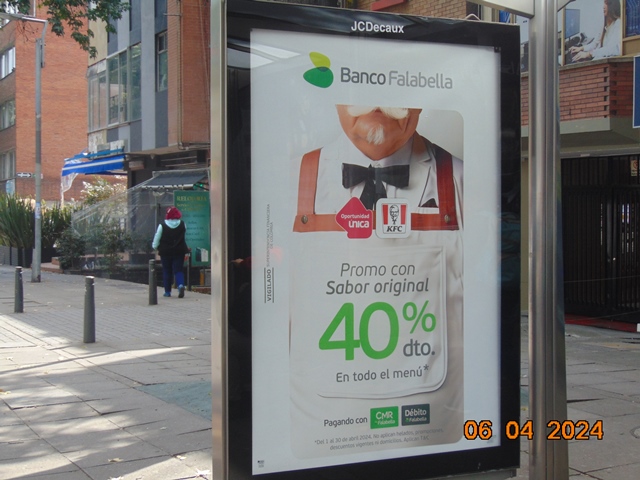 JCDecaux
Banco Falabella
Oportunidad
única
KFC
VIGILADO
Promo con
Sabor original
40%
dto.
En todo el menú*
Pagando con
CMR
Débito
06 04 2024